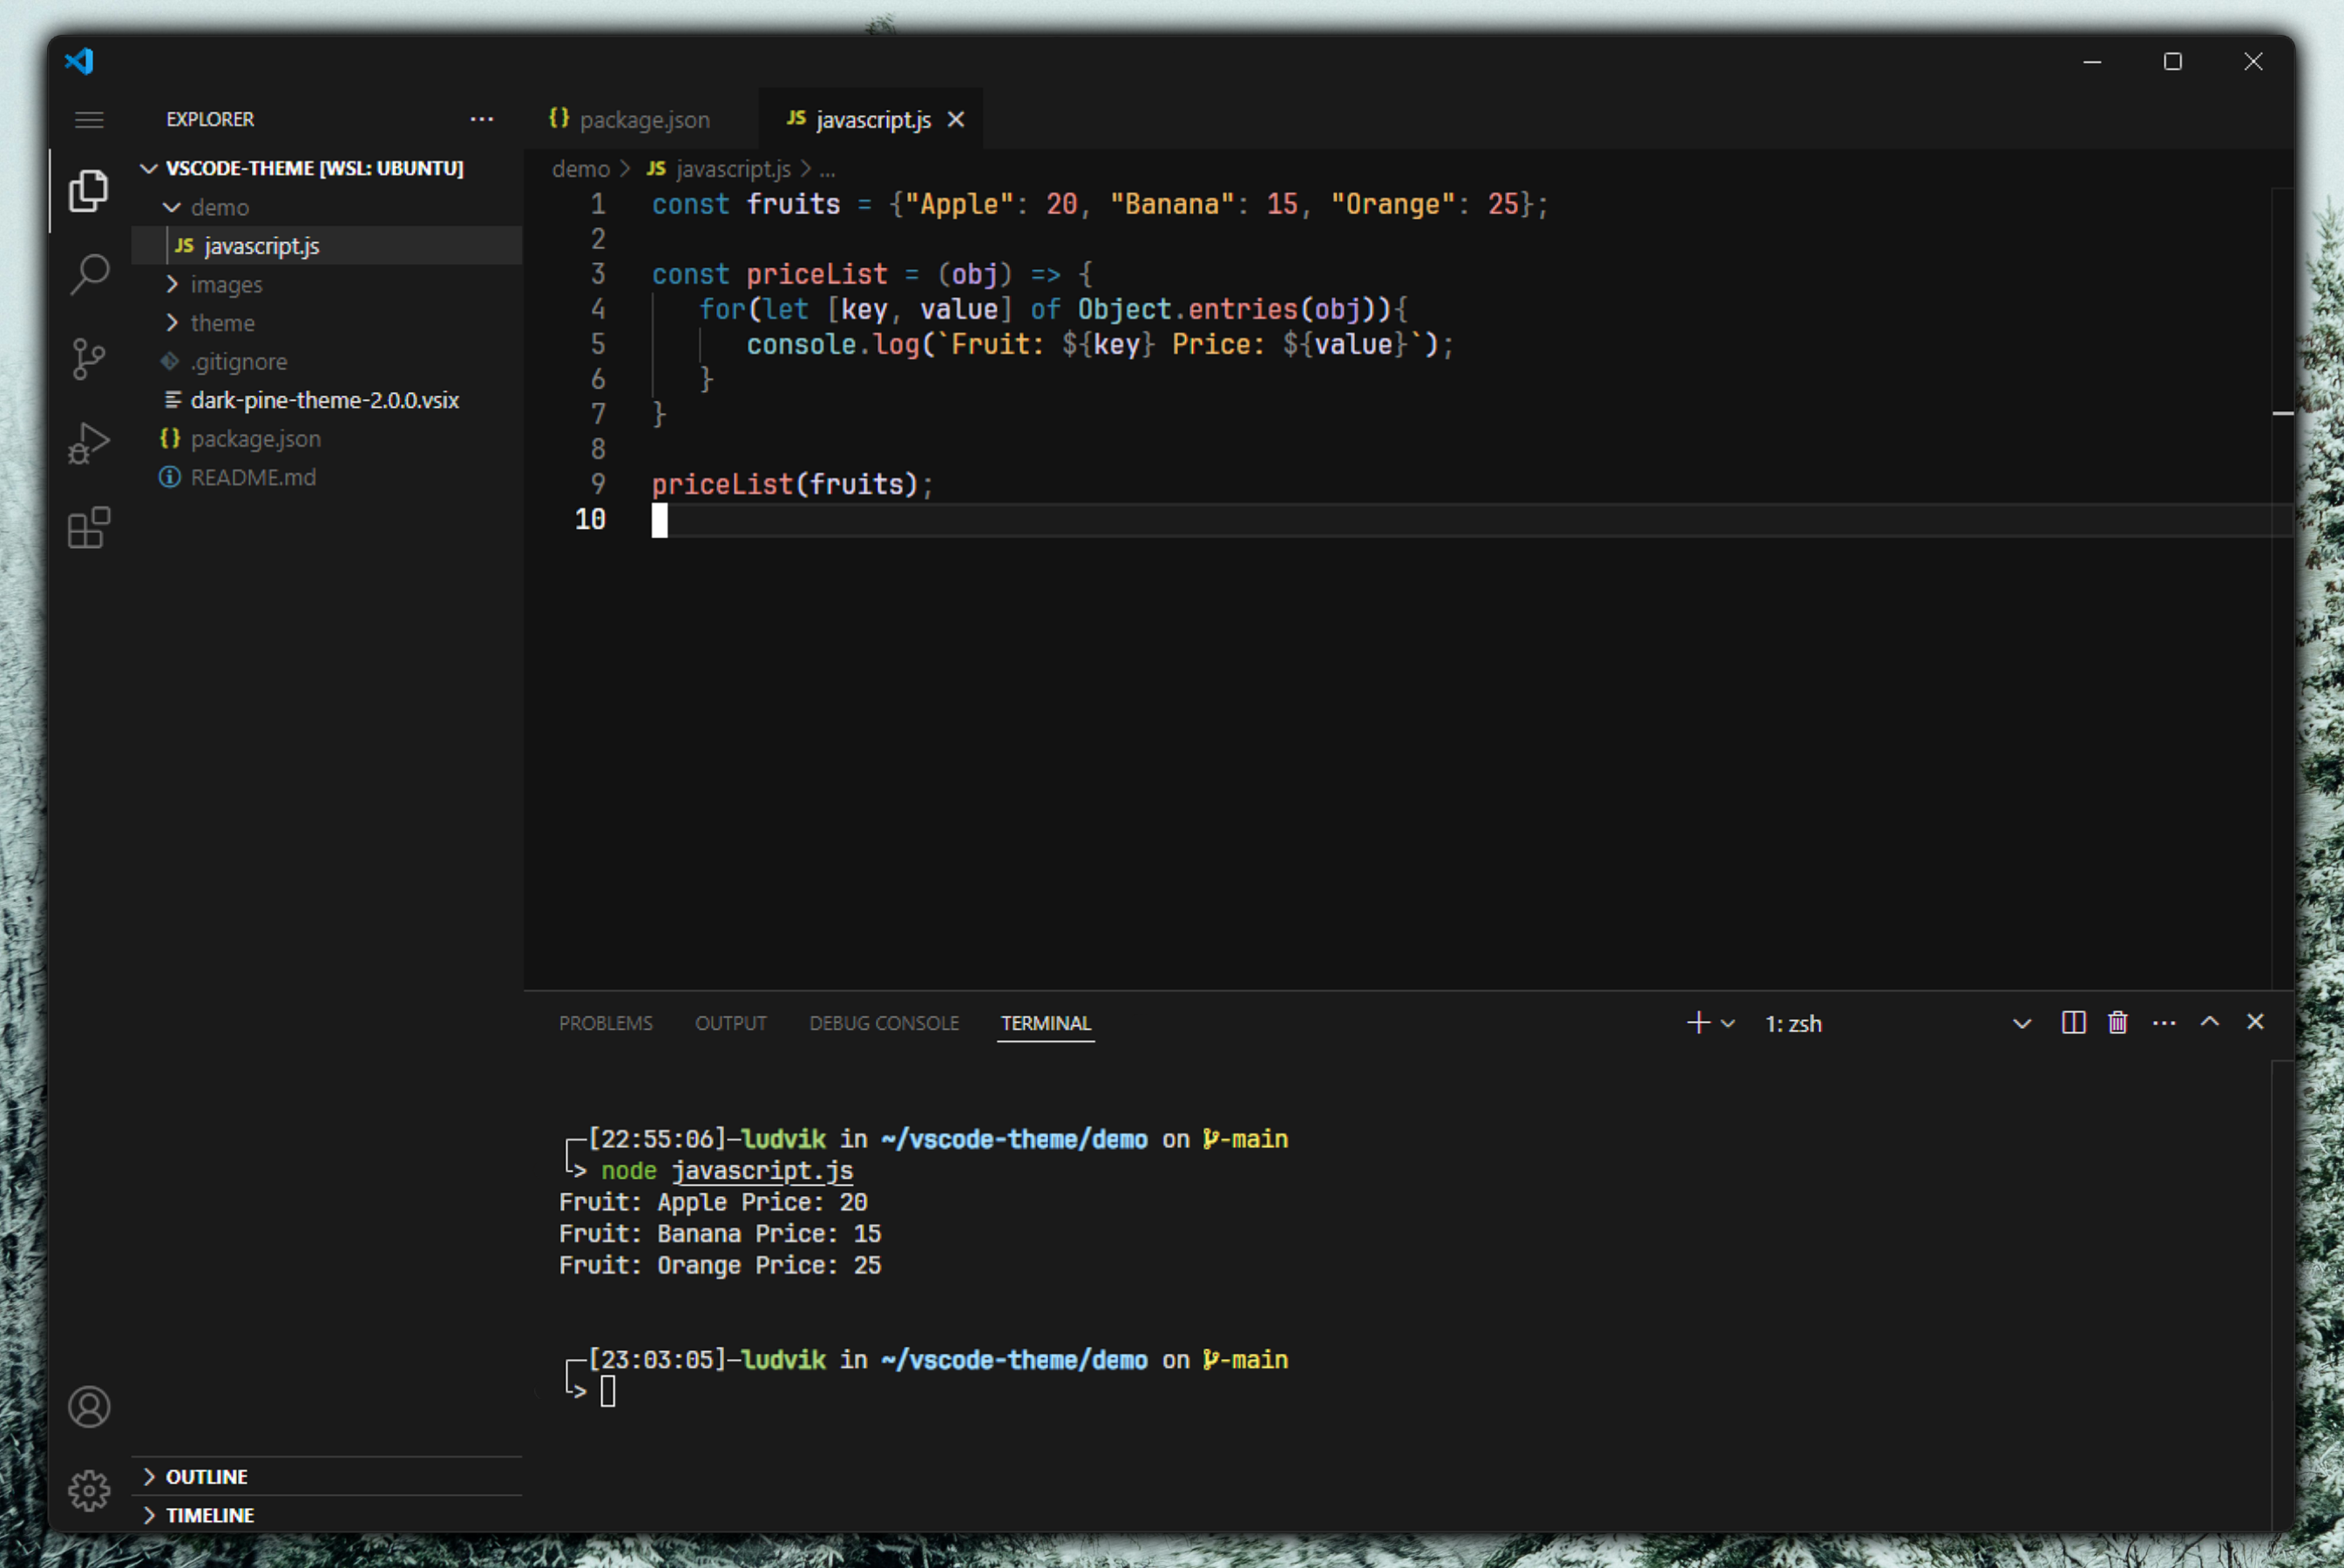 EXPLORER
VSCODE-THEME [WSL: UBUNTU]
demo
JS javascript.js
images
theme
.gitignore
dark-pine-theme-2.0.0.vsix
{} package.json
README.md
OUTLINE
TIMELINE
{} package.json JS javascript.js
demo > JS javascript.js > ...
1 const fruits = {"Apple": 20, "Banana": 15, "Orange": 25};
2
3 const priceList = (obj) => {
4    for(let [key, value] of Object.entries(obj)){
5       console.log(`Fruit: ${key} Price: ${value}`);
6    }
7 }
8
9 priceList(fruits);
10
PROBLEMS OUTPUT DEBUG CONSOLE TERMINAL 1: zsh
┌─[22:55:06]─ludvik in ~/vscode-theme/demo on -main
└> node javascript.js
Fruit: Apple Price: 20
Fruit: Banana Price: 15
Fruit: Orange Price: 25
┌─[23:03:05]─ludvik in ~/vscode-theme/demo on -main
└>